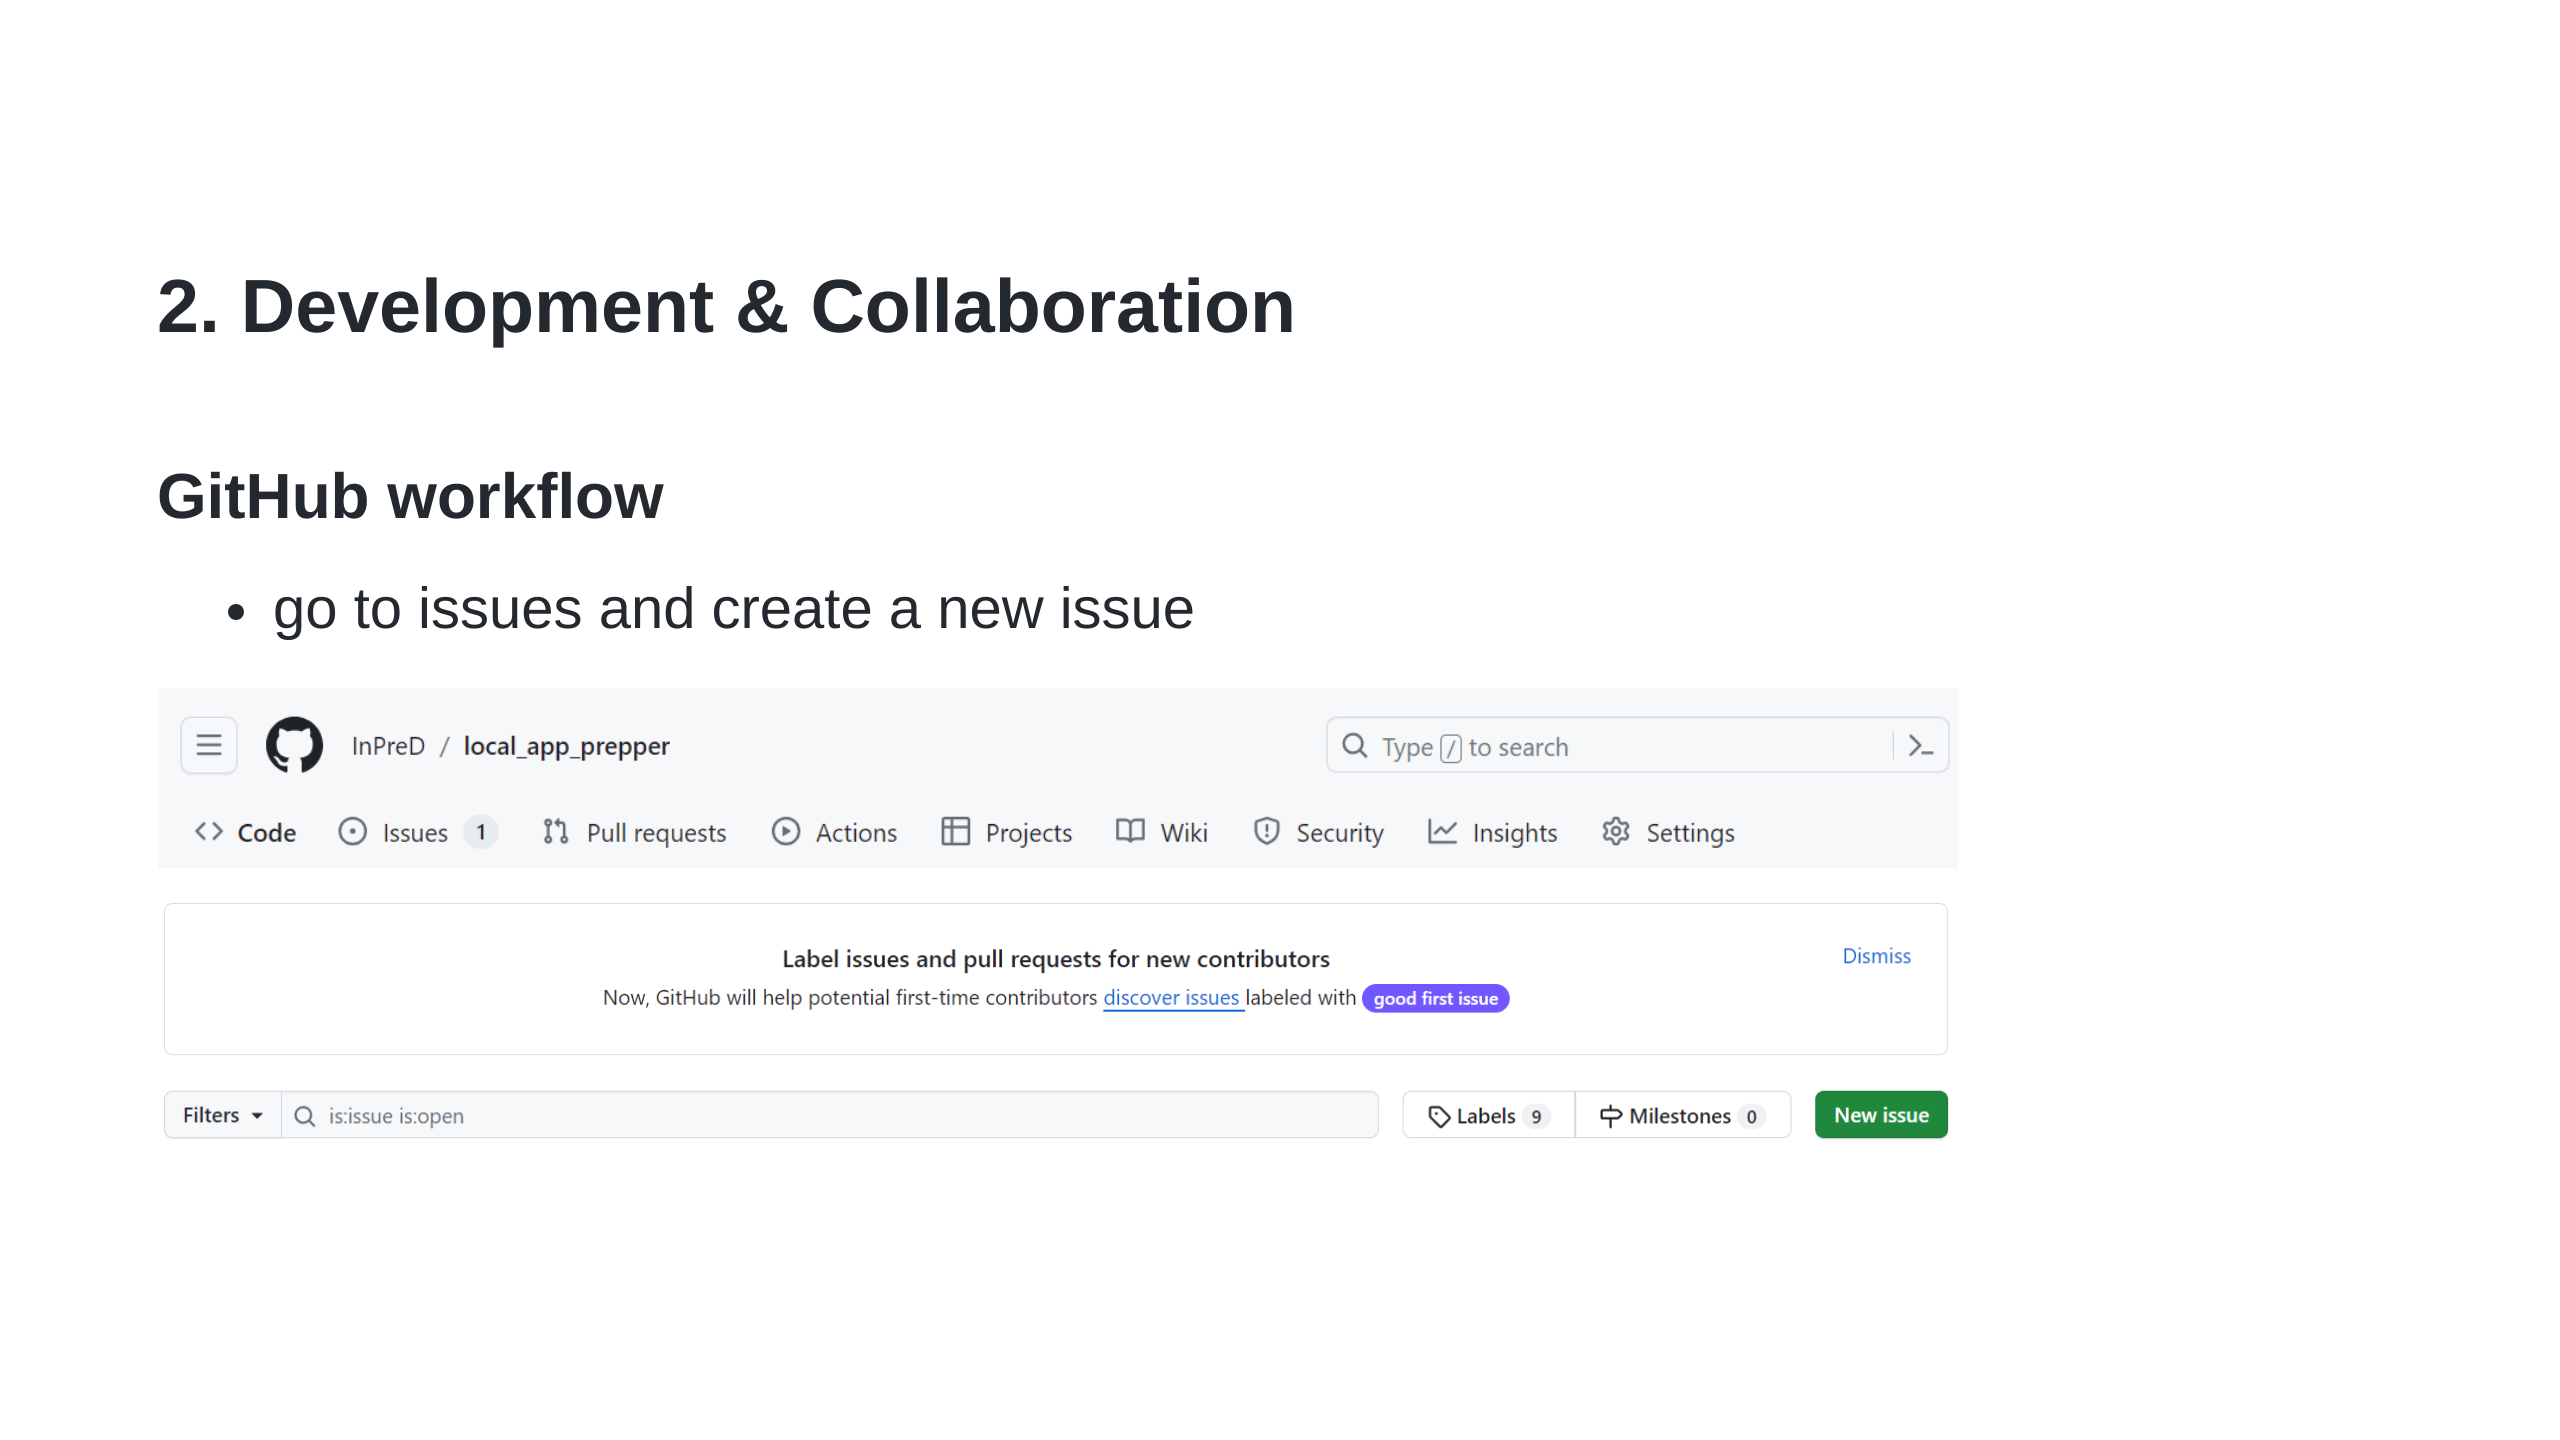 2. Development & Collaboration
GitHub workflow
• go to issues and create a new issue
InPreD / local_app_prepper
Type / to search
Code Issues 1 Pull requests Actions Projects Wiki Security Insights Settings
Label issues and pull requests for new contributors
Dismiss
Now, GitHub will help potential first-time contributors discover issues labeled with good first issue
Filters is:issue is:open Labels 9 Milestones 0 New issue